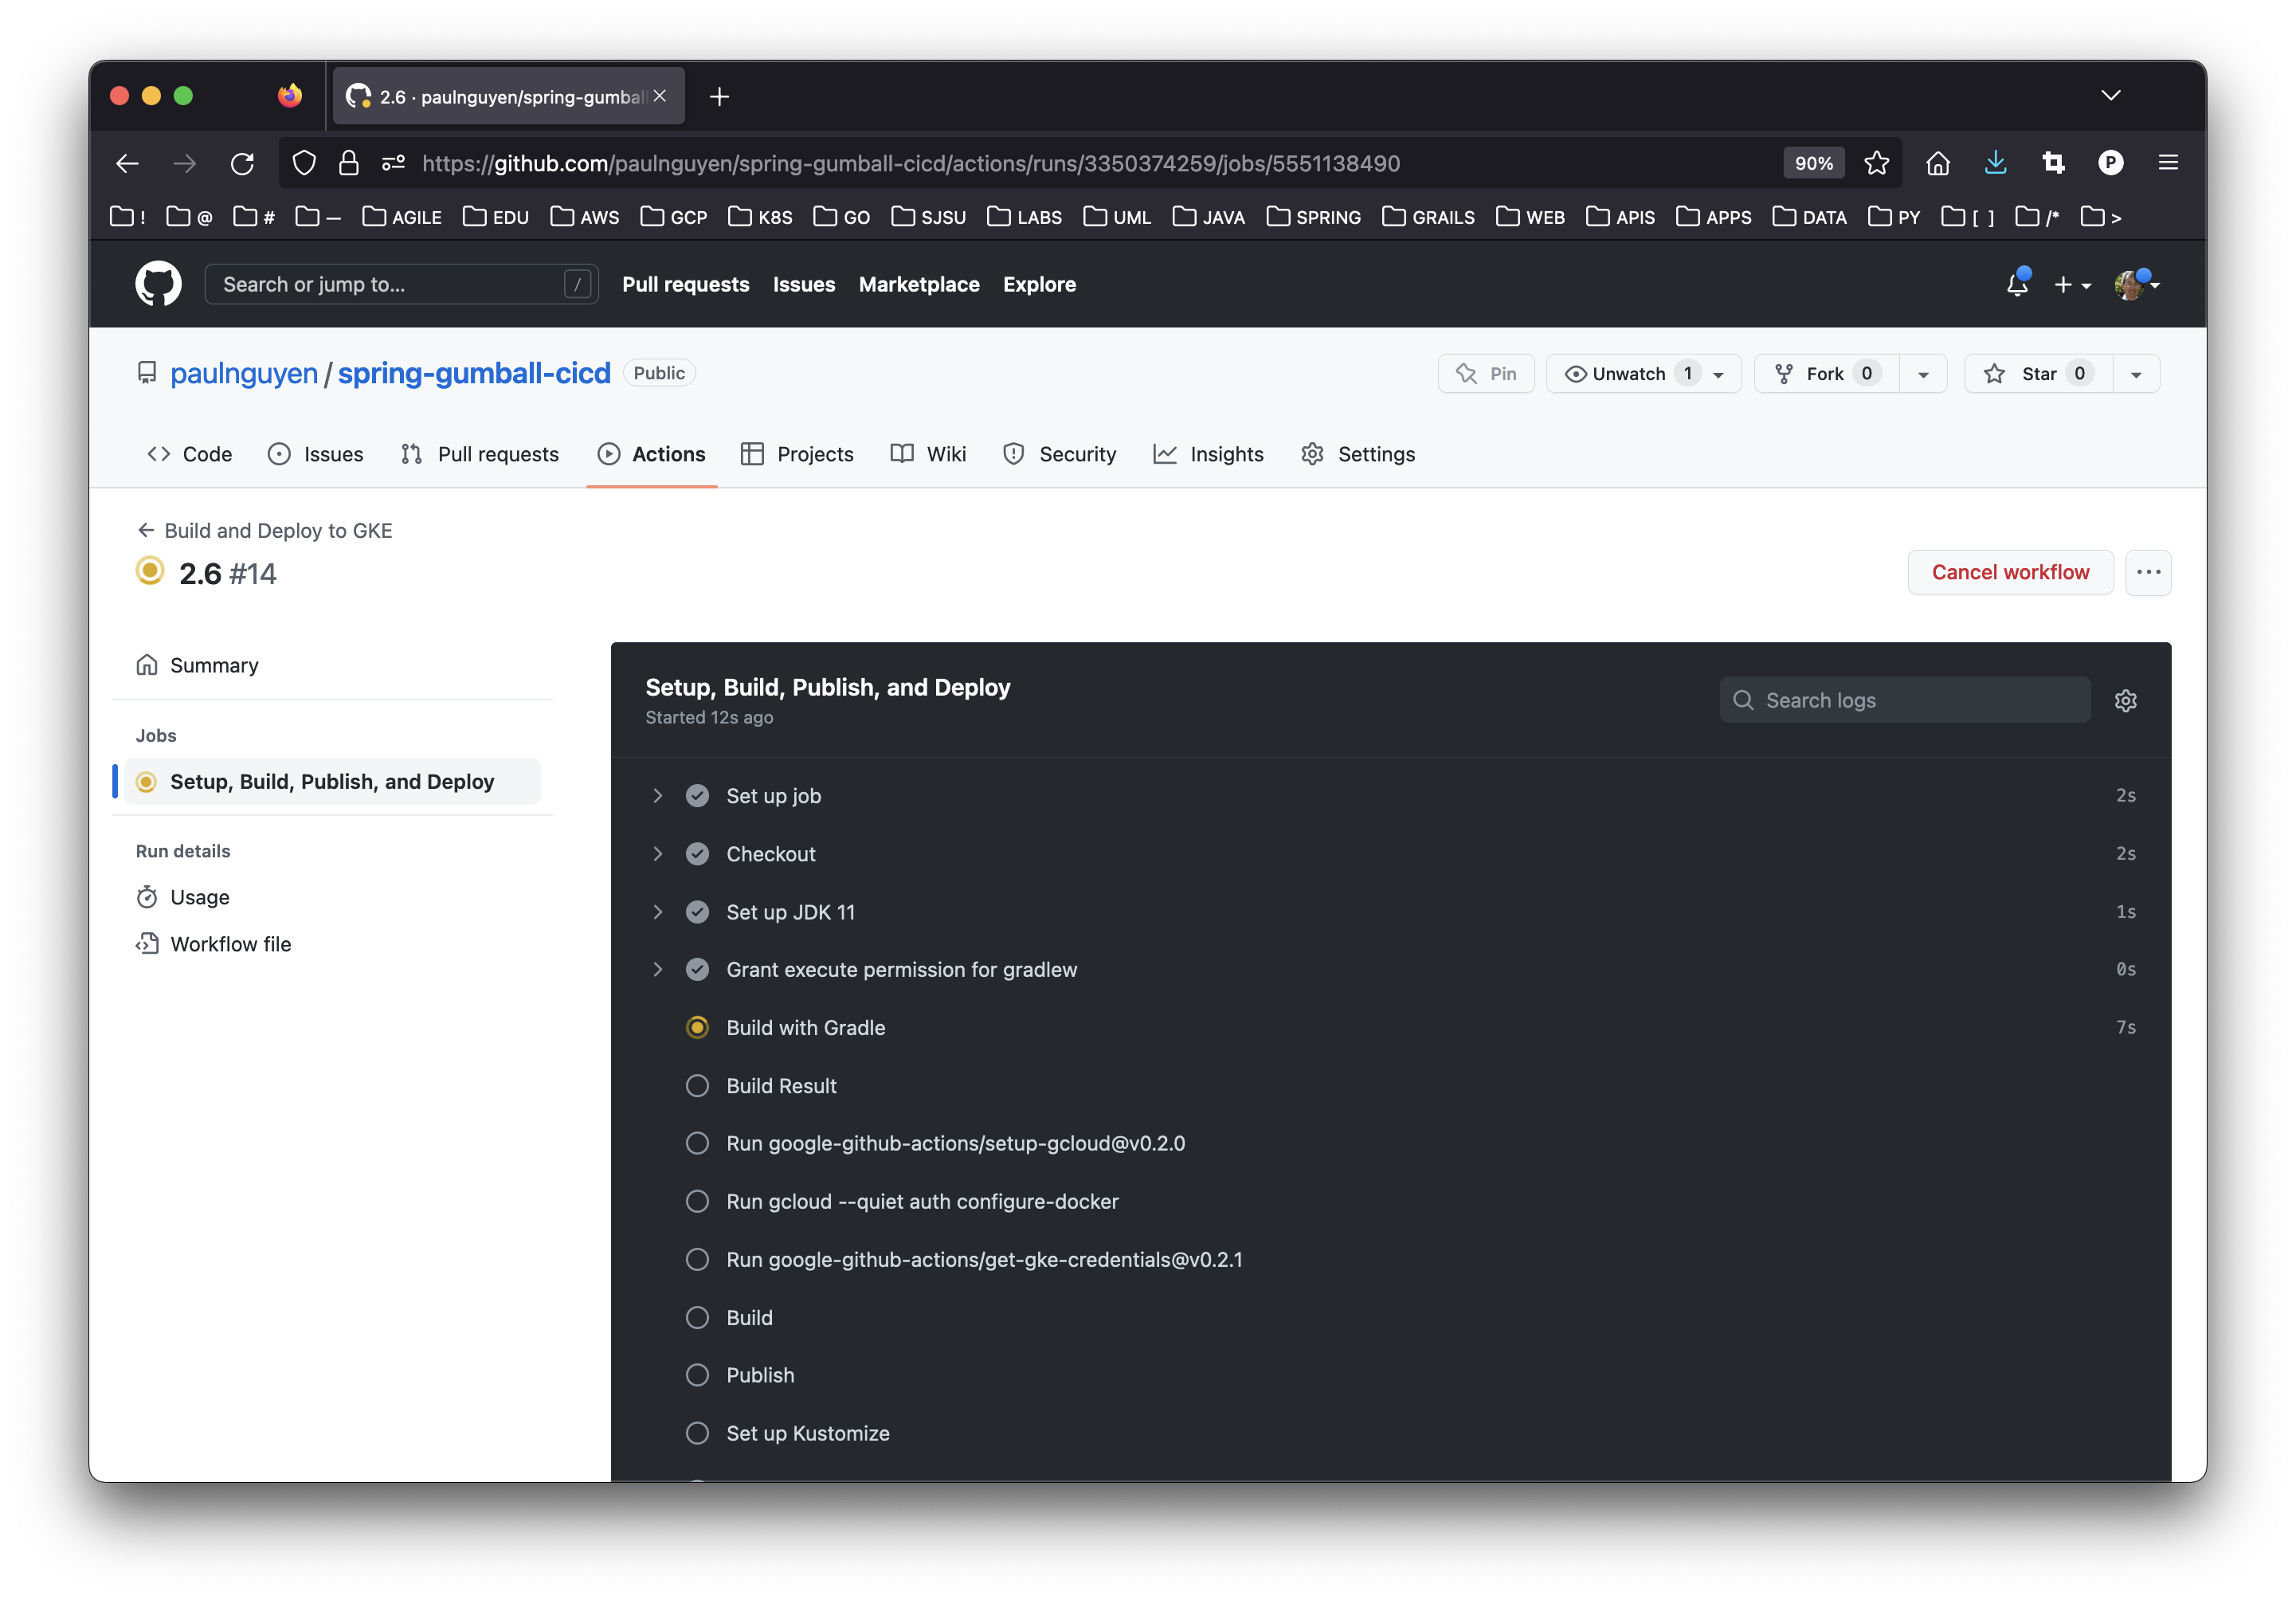 2.6 · paulnguyen/spring-gumbal
https://github.com/paulnguyen/spring-gumball-cicd/actions/runs/3350374259/jobs/5551138490
90%
P
! @ # — AGILE EDU AWS GCP K8S GO SJSU LABS UML JAVA SPRING GRAILS WEB APIS APPS DATA PY [ ] /* >
Search or jump to... /
Pull requests Issues Marketplace Explore
paulnguyen / spring-gumball-cicd Public
Pin Unwatch 1 Fork 0 Star 0
Code Issues Pull requests Actions Projects Wiki Security Insights Settings
Build and Deploy to GKE
2.6 #14
Cancel workflow
Summary
Jobs
Setup, Build, Publish, and Deploy
Run details
Usage
Workflow file
Setup, Build, Publish, and Deploy
Started 12s ago
Search logs
Set up job 2s
Checkout 2s
Set up JDK 11 1s
Grant execute permission for gradlew 0s
Build with Gradle 7s
Build Result
Run google-github-actions/setup-gcloud@v0.2.0
Run gcloud --quiet auth configure-docker
Run google-github-actions/get-gke-credentials@v0.2.1
Build
Publish
Set up Kustomize